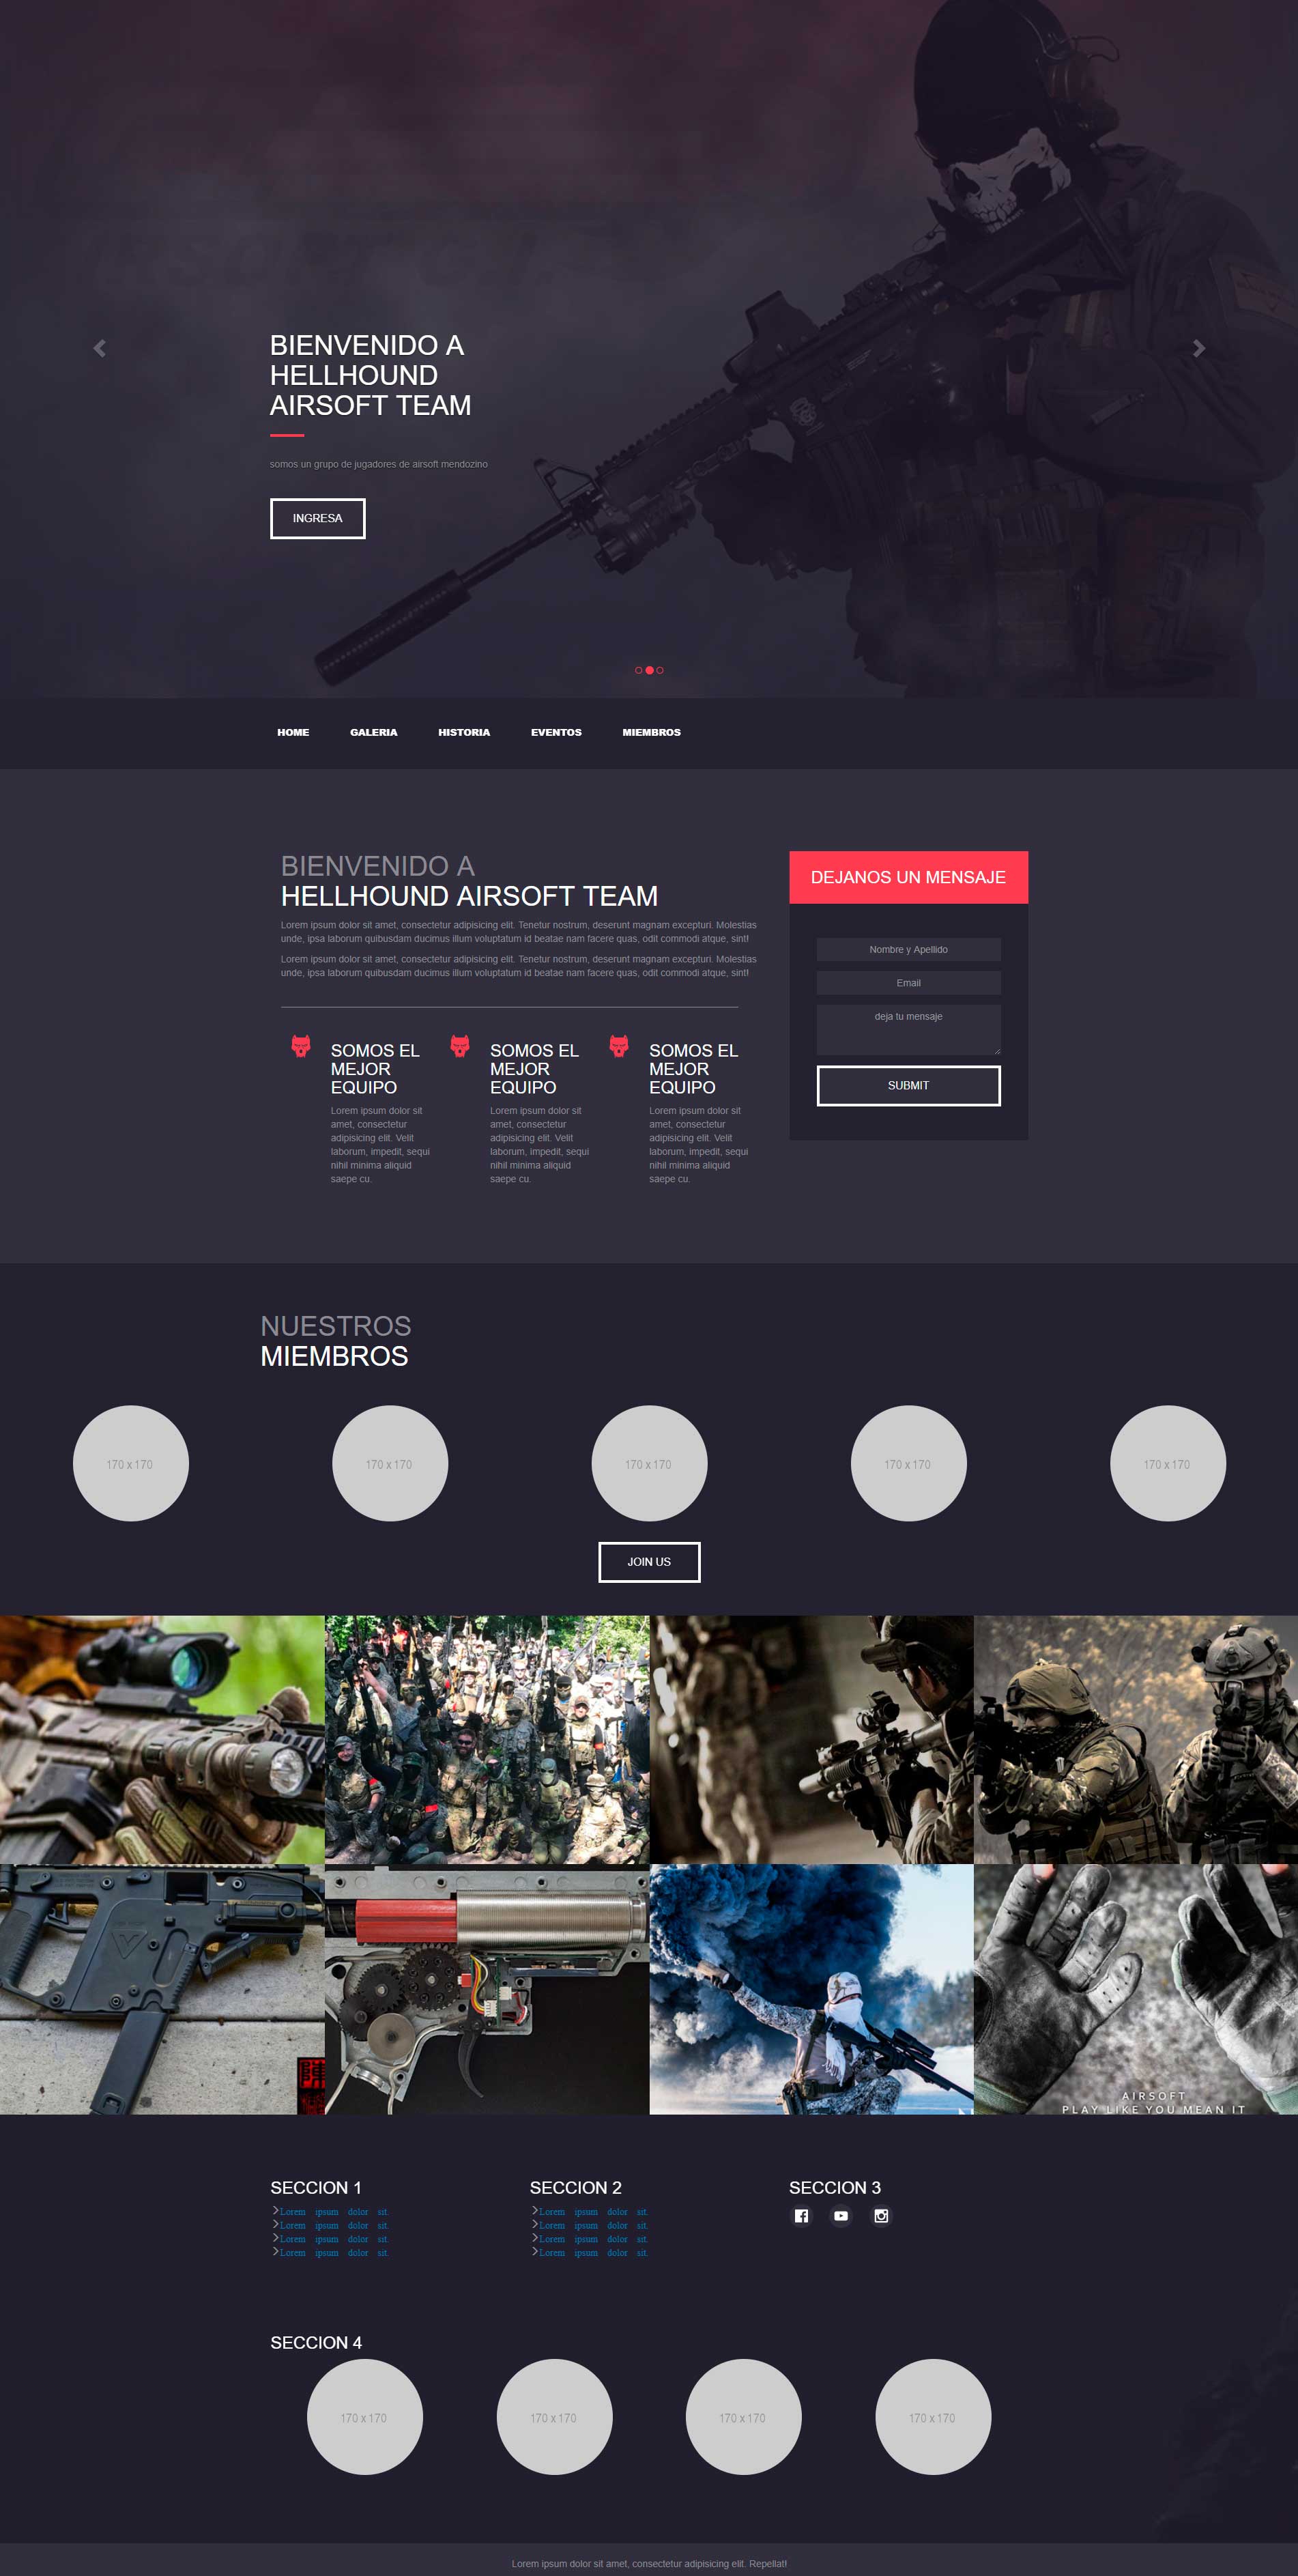 BIENVENIDO A
HELLHOUND
AIRSOFT TEAM
somos un grupo de jugadores de airsoft mendozino
INGRESA
HOME
GALERIA
HISTORIA
EVENTOS
MIEMBROS
BIENVENIDO A
HELLHOUND AIRSOFT TEAM
Lorem ipsum dolor sit amet, consectetur adipisicing elit. Tenetur nostrum, deserunt magnam excepturi. Molestias
unde, ipsa laborum quibusdam ducimus illum voluptatum id beatae nam facere quas, odit commodi atque, sint!
Lorem ipsum dolor sit amet, consectetur adipisicing elit. Tenetur nostrum, deserunt magnam excepturi. Molestias
unde, ipsa laborum quibusdam ducimus illum voluptatum id beatae nam facere quas, odit commodi atque, sint!
SOMOS EL
MEJOR
EQUIPO
Lorem ipsum dolor sit
amet, consectetur
adipisicing elit. Velit
laborum, impedit, sequi
nihil minima aliquid
saepe cu.
SOMOS EL
MEJOR
EQUIPO
Lorem ipsum dolor sit
amet, consectetur
adipisicing elit. Velit
laborum, impedit, sequi
nihil minima aliquid
saepe cu.
SOMOS EL
MEJOR
EQUIPO
Lorem ipsum dolor sit
amet, consectetur
adipisicing elit. Velit
laborum, impedit, sequi
nihil minima aliquid
saepe cu.
DEJANOS UN MENSAJE
Nombre y Apellido
Email
deja tu mensaje
SUBMIT
NUESTROS
MIEMBROS
170 x 170
170 x 170
170 x 170
170 x 170
170 x 170
JOIN US
AIRSOFT
PLAY LIKE YOU MEAN IT
SECCION 1
Lorem ipsum dolor sit.
Lorem ipsum dolor sit.
Lorem ipsum dolor sit.
Lorem ipsum dolor sit.
SECCION 2
Lorem ipsum dolor sit.
Lorem ipsum dolor sit.
Lorem ipsum dolor sit.
Lorem ipsum dolor sit.
SECCION 3
SECCION 4
170 x 170
170 x 170
170 x 170
170 x 170
Lorem ipsum dolor sit amet, consectetur adipisicing elit. Repellat!